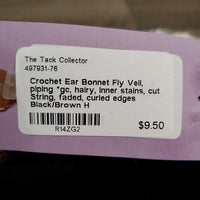 The Tack Collector
497931-76
Crochet Ear Bonnet Fly Veil,
piping *gc, hairy, inner stains, cut
String, faded, curled edges
Black/Brown H
R14ZG2
$9.50